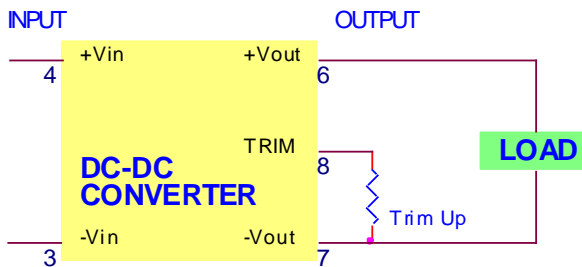 INPUT OUTPUT
+Vin +Vout
4 6
TRIM
8
LOAD
DC-DC
CONVERTER
Trim Up
-Vin -Vout
3 7